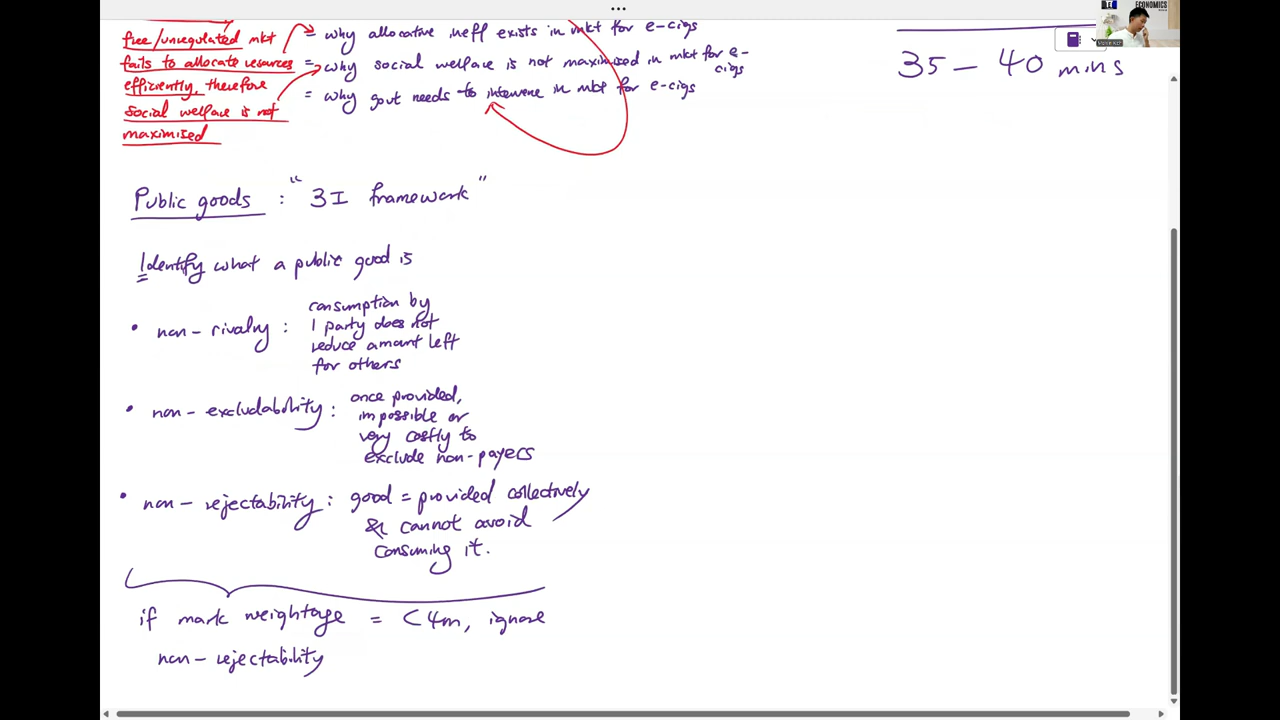 ECONOMICS
free/unregulated mkt
fails to allocate resources
efficiently, therefore
social welfare is not
maximised
= why allocative ineff exists in mkt for e-cigs
= why social welfare is not maximised in mkt for e-
cigs
= why govt needs to intervene in mkt for e-cigs
35 - 40 mins
Public goods : "3I framework"
Identify what a public good is
• non-rivalry : consumption by
1 party does not
reduce amount left
for others
• non-excludability : once provided,
impossible or
very costly to
exclude non-payers
• non-rejectability : good = provided collectively
& cannot avoid
consuming it.
if mark weightage = <4m, ignore
non-rejectability